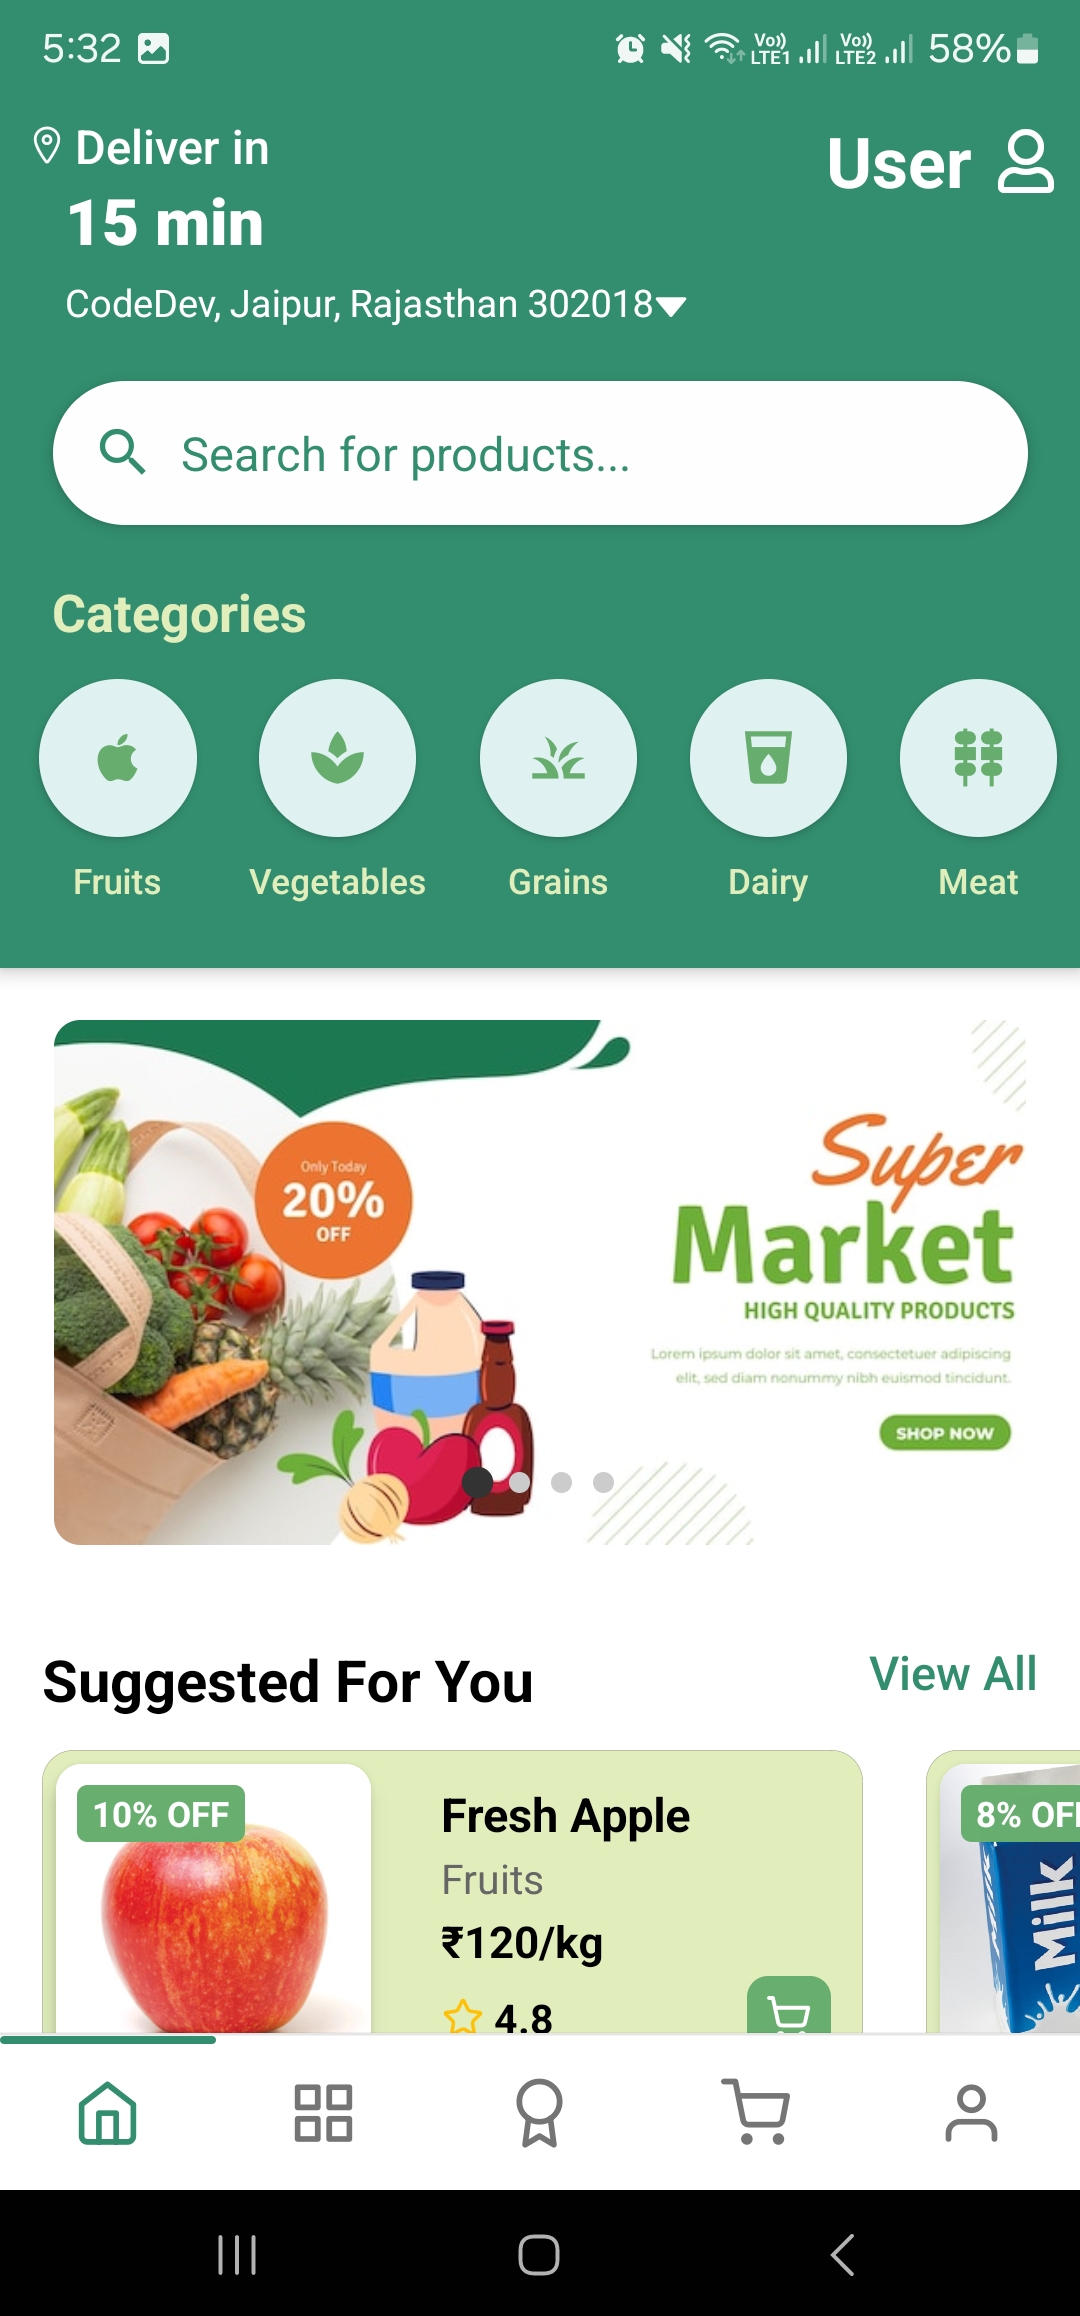 5:32
Vo)) LTE1 Vo)) LTE2 58%
Deliver in
15 min
User
CodeDev, Jaipur, Rajasthan 302018
Search for products...
Categories
Fruits Vegetables Grains Dairy Meat
Only Today
20%
OFF
Super
Market
HIGH QUALITY PRODUCTS
Lorem ipsum dolor sit amet, consectetuer adipiscing
elit, sed diam nonummy nibh euismod tincidunt.
SHOP NOW
Suggested For You
View All
10% OFF
Fresh Apple
Fruits
₹120/kg
4.8
8% OFF
Milk